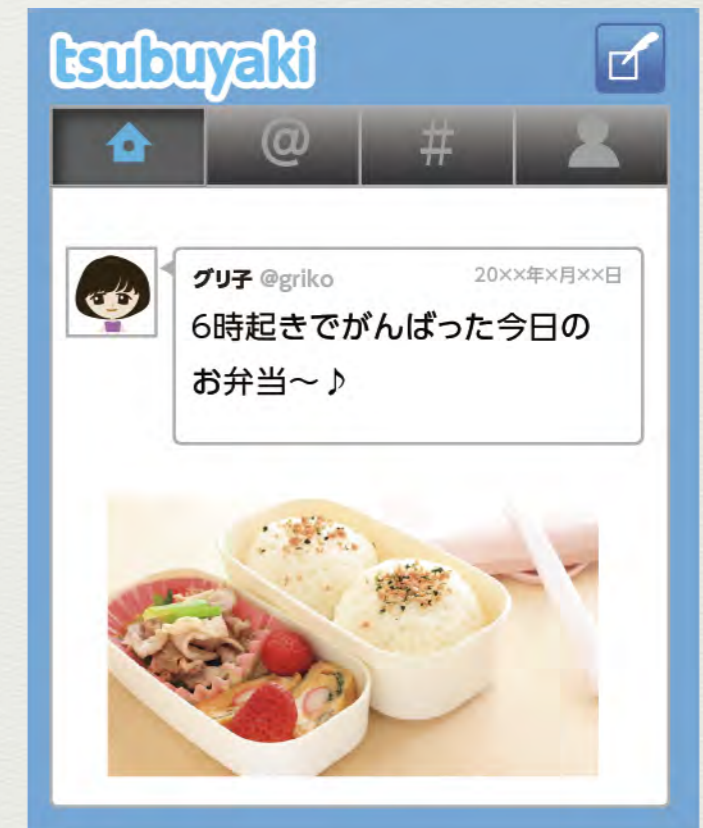 tsubuyaki
@
#
グリ子 @griko 20××年×月××日
6時起きでがんばった今日の
お弁当～♪